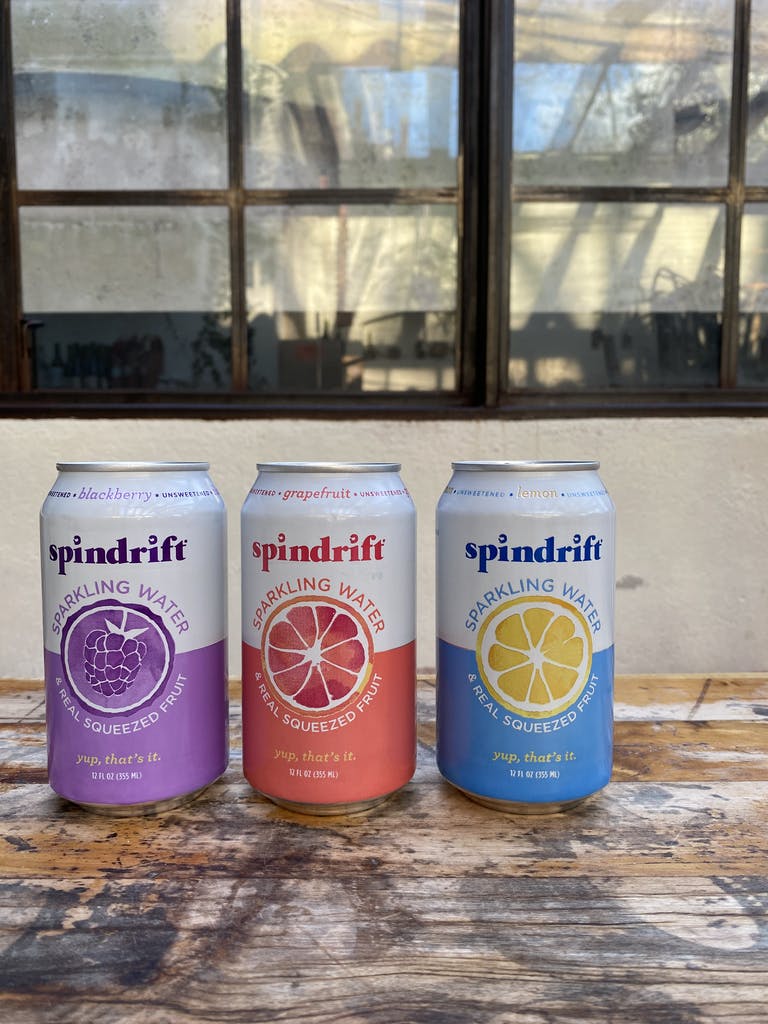 blackberry • UNSWEETENED •
spindrift
SPARKLING WATER
& REAL SQUEEZED FRUIT
yup, that's it.
12 FL OZ (355 ML)
grapefruit • UNSWEETENED •
spindrift
SPARKLING WATER
& REAL SQUEEZED FRUIT
yup, that's it.
12 FL OZ (355 ML)
• UNSWEETENED • lemon •
spindrift
SPARKLING WATER
& REAL SQUEEZED FRUIT
yup, that's it.
12 FL OZ (355 ML)